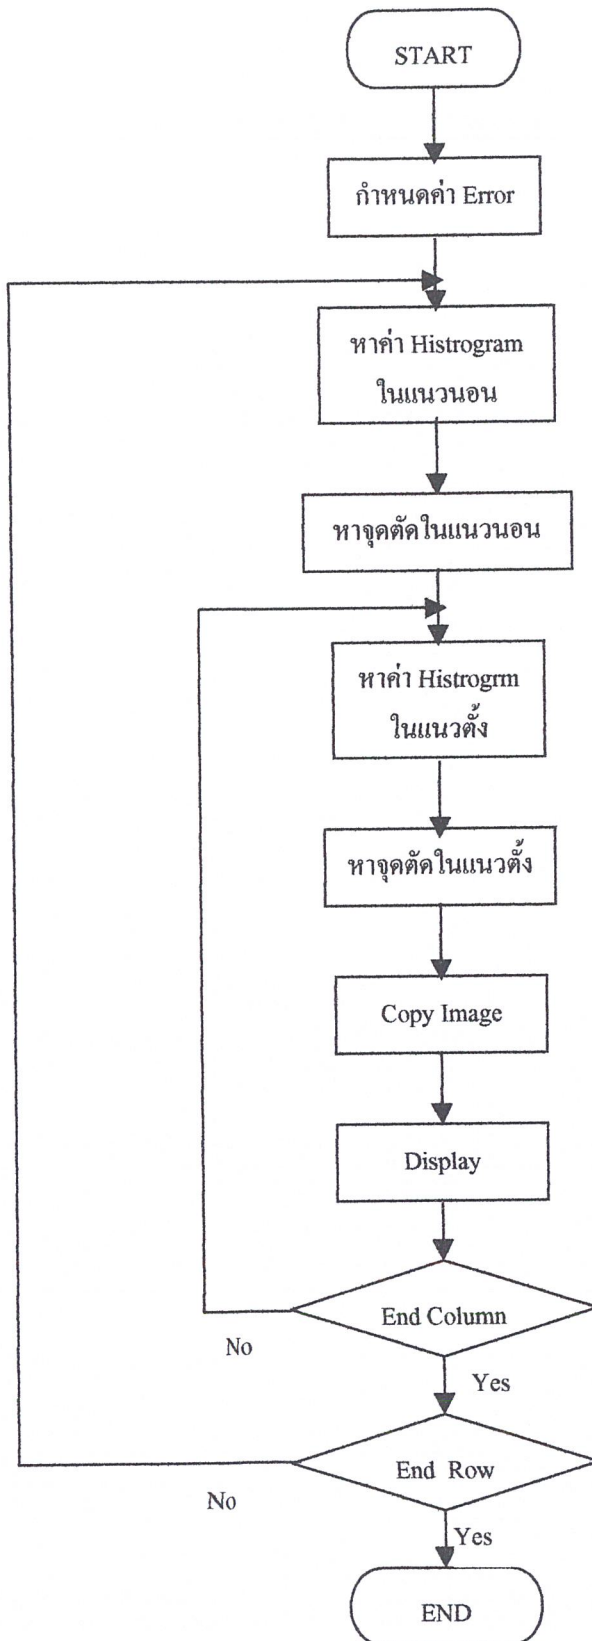 START
กำหนดค่า Error
หาค่า Histrogram
ในแนวนอน
หาจุดตัดในแนวนอน
หาค่า Histrogrm
ในแนวตั้ง
หาจุดตัดในแนวตั้ง
Copy Image
Display
End Column
No
Yes
End Row
No
Yes
END